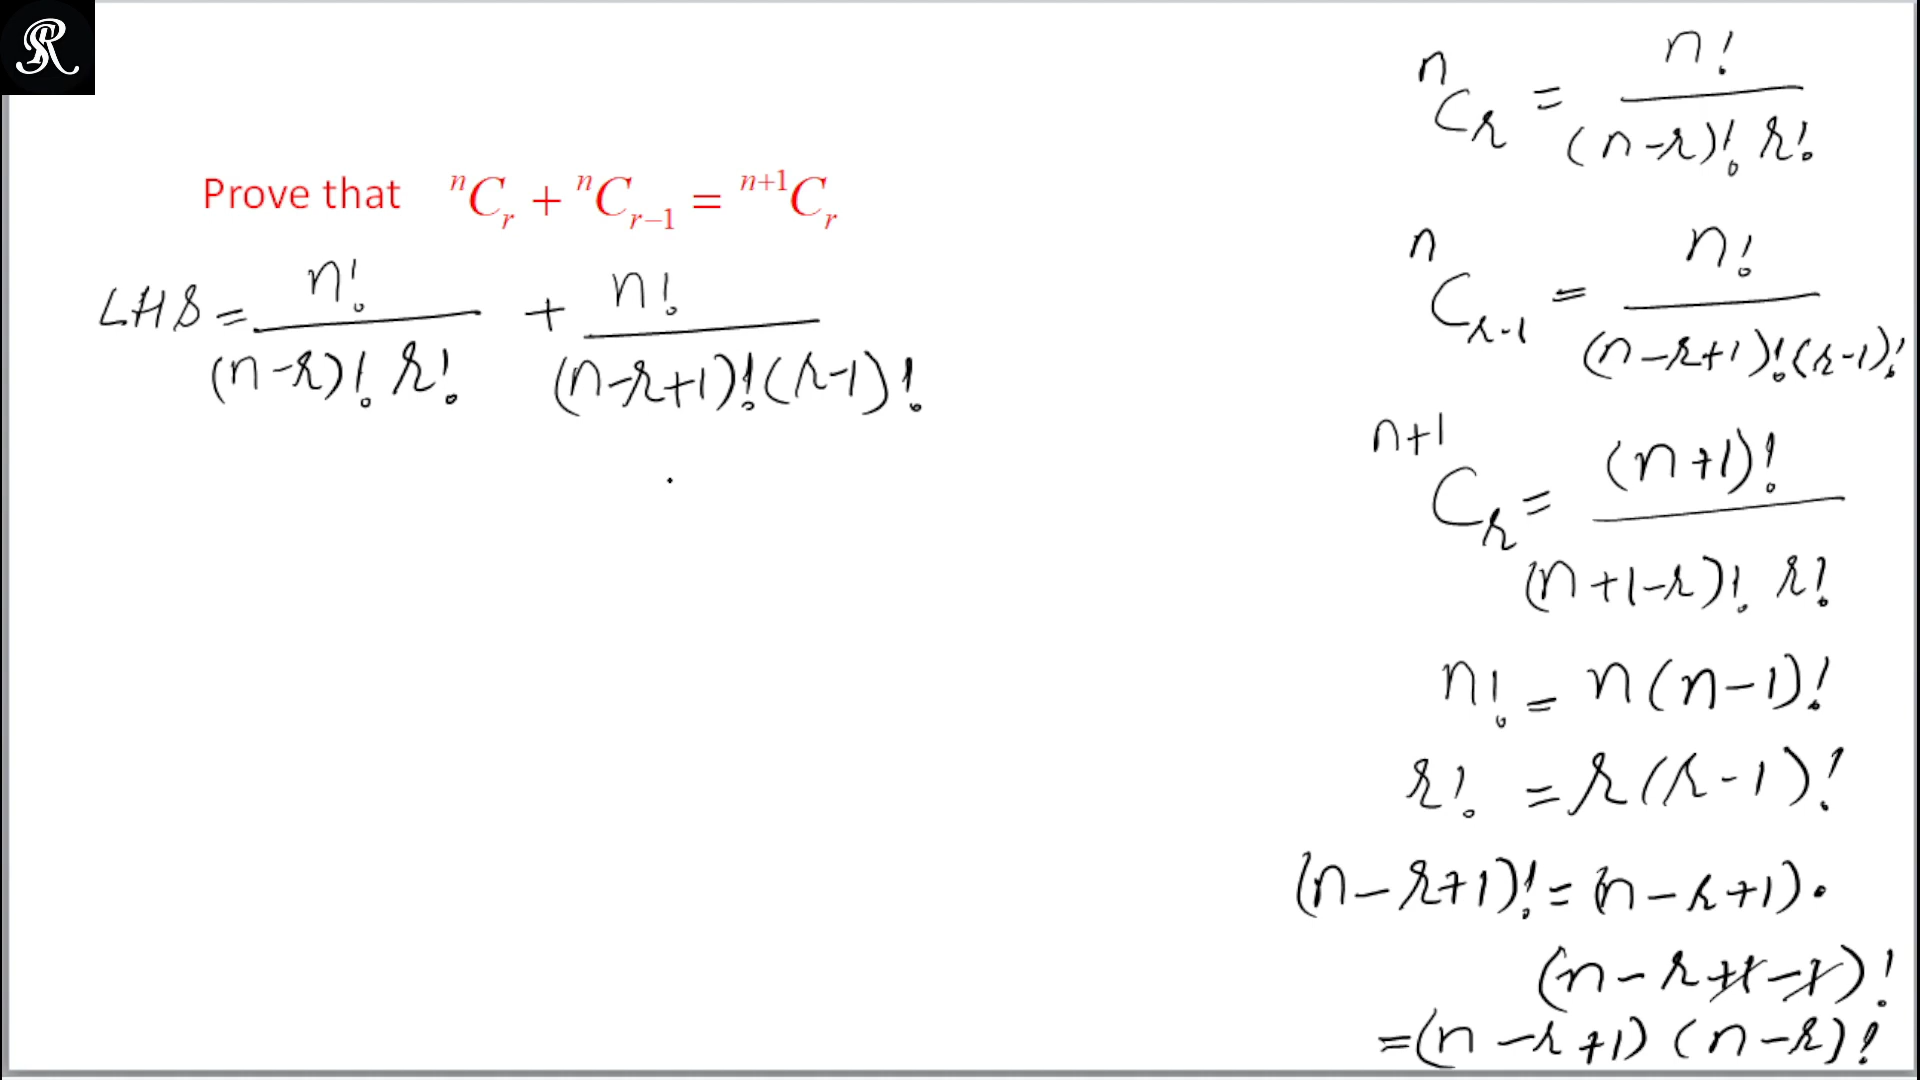 SR
Prove that ⁿCᵣ + ⁿCᵣ₋₁ = ⁿ⁺¹Cᵣ
LHS = n! / (n-r)! r! + n! / (n-r+1)! (r-1)!
ⁿCᵣ = n! / (n-r)! r!
ⁿCᵣ₋₁ = n! / (n-r+1)! (r-1)!
ⁿ⁺¹Cᵣ = (n+1)! / (n+1-r)! r!
n! = n(n-1)!
r! = r(r-1)!
(n-r+1)! = (n-r+1).
(n-r+1-1)!
=(n-r+1) (n-r)!